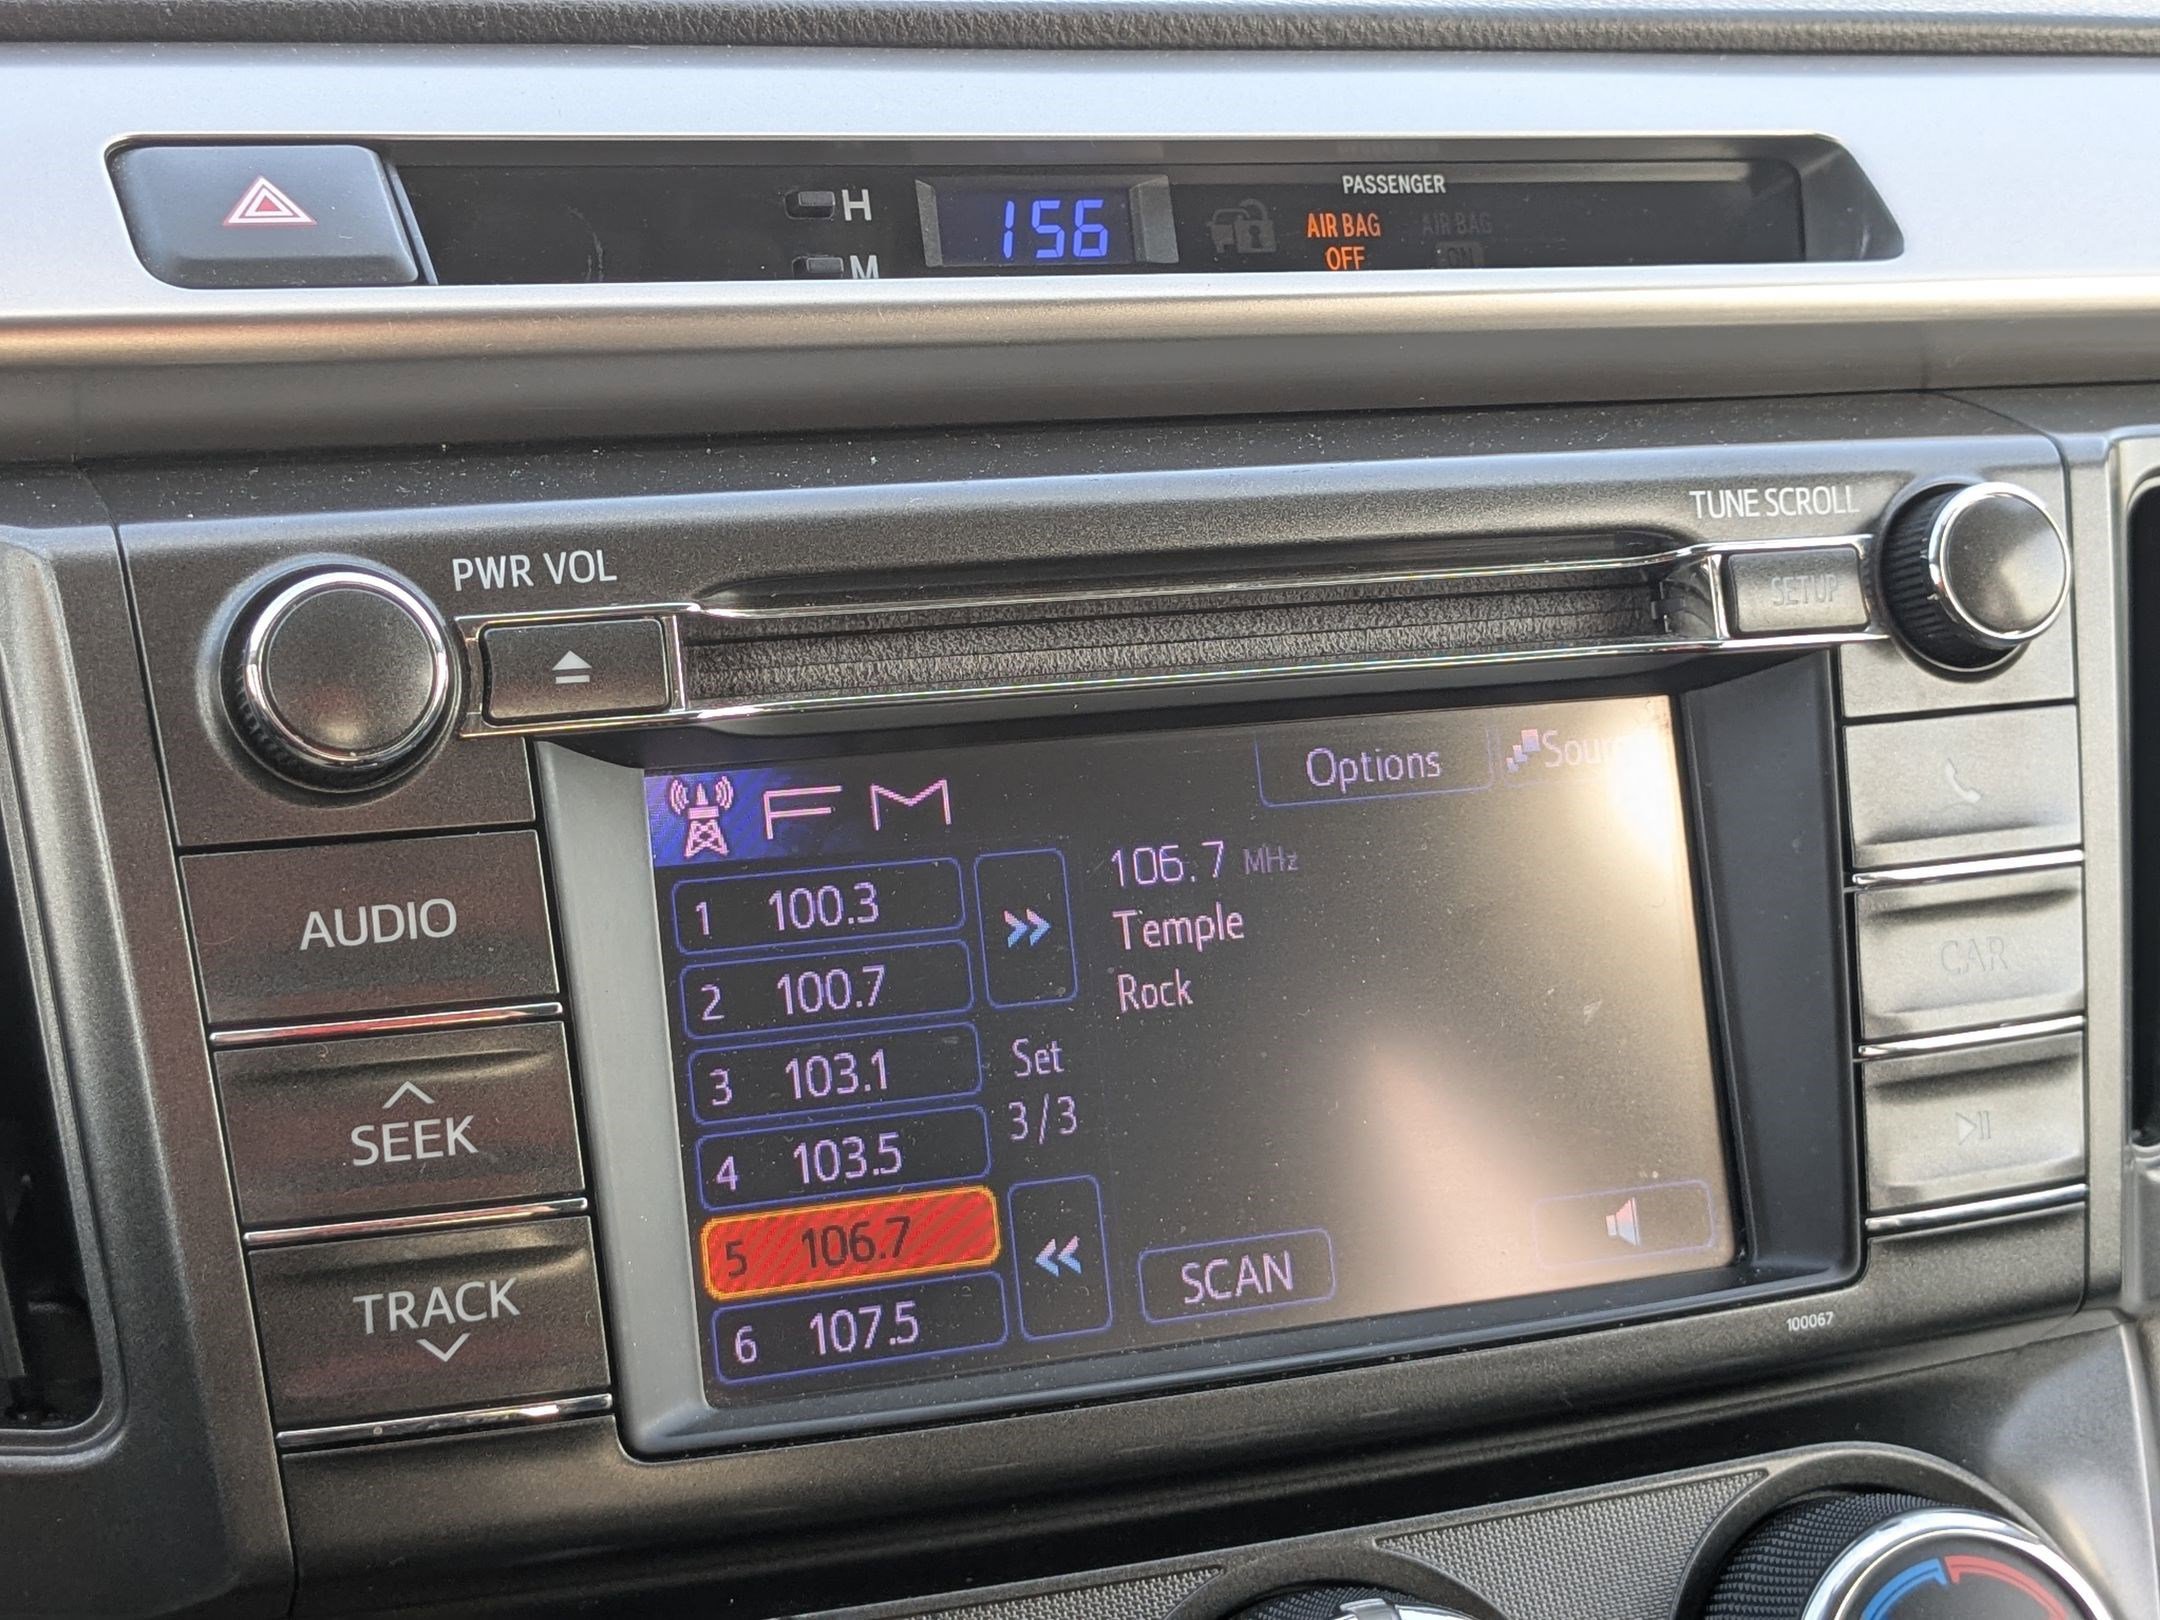 H
M
156
PASSENGER
AIR BAG
OFF
AIR BAG
ON
PWR VOL
TUNE SCROLL
SETUP
FM
Options
AUDIO
SEEK
TRACK
1 100.3
2 100.7
3 103.1
4 103.5
5 106.7
6 107.5
Set
3/3
106.7 MHz
Temple
Rock
SCAN
CAR
100067